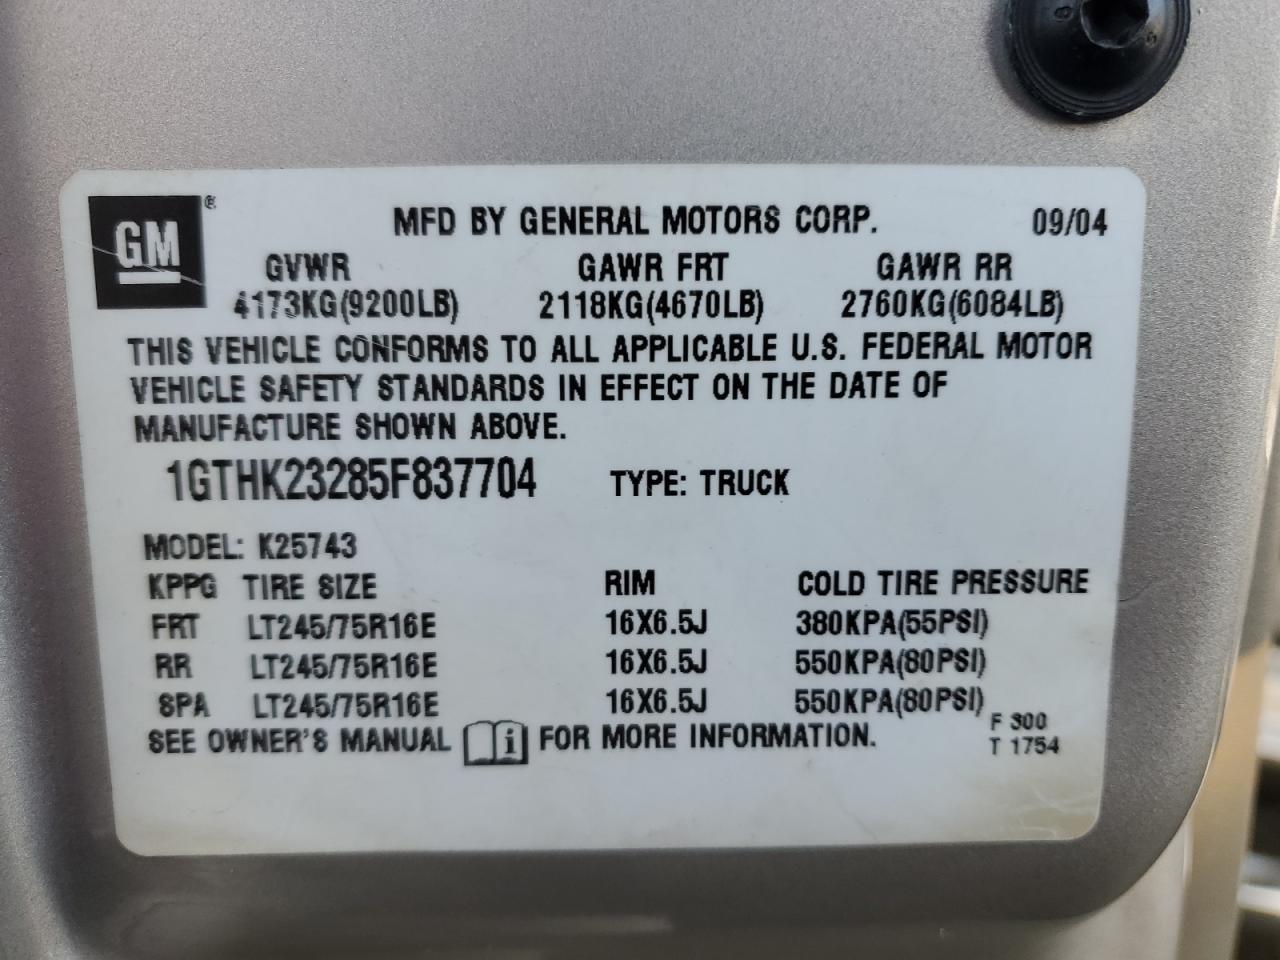 GM®
MFD BY GENERAL MOTORS CORP. 09/04
GVWR GAWR FRT GAWR RR
4173KG(9200LB) 2118KG(4670LB) 2760KG(6084LB)
THIS VEHICLE CONFORMS TO ALL APPLICABLE U.S. FEDERAL MOTOR
VEHICLE SAFETY STANDARDS IN EFFECT ON THE DATE OF
MANUFACTURE SHOWN ABOVE.
1GTHK23285F837704 TYPE: TRUCK
MODEL: K25743
KPPG TIRE SIZE RIM COLD TIRE PRESSURE
FRT LT245/75R16E 16X6.5J 380KPA(55PSI)
RR LT245/75R16E 16X6.5J 550KPA(80PSI)
SPA LT245/75R16E 16X6.5J 550KPA(80PSI)
SEE OWNER'S MANUAL i FOR MORE INFORMATION.
F 300
T 1754